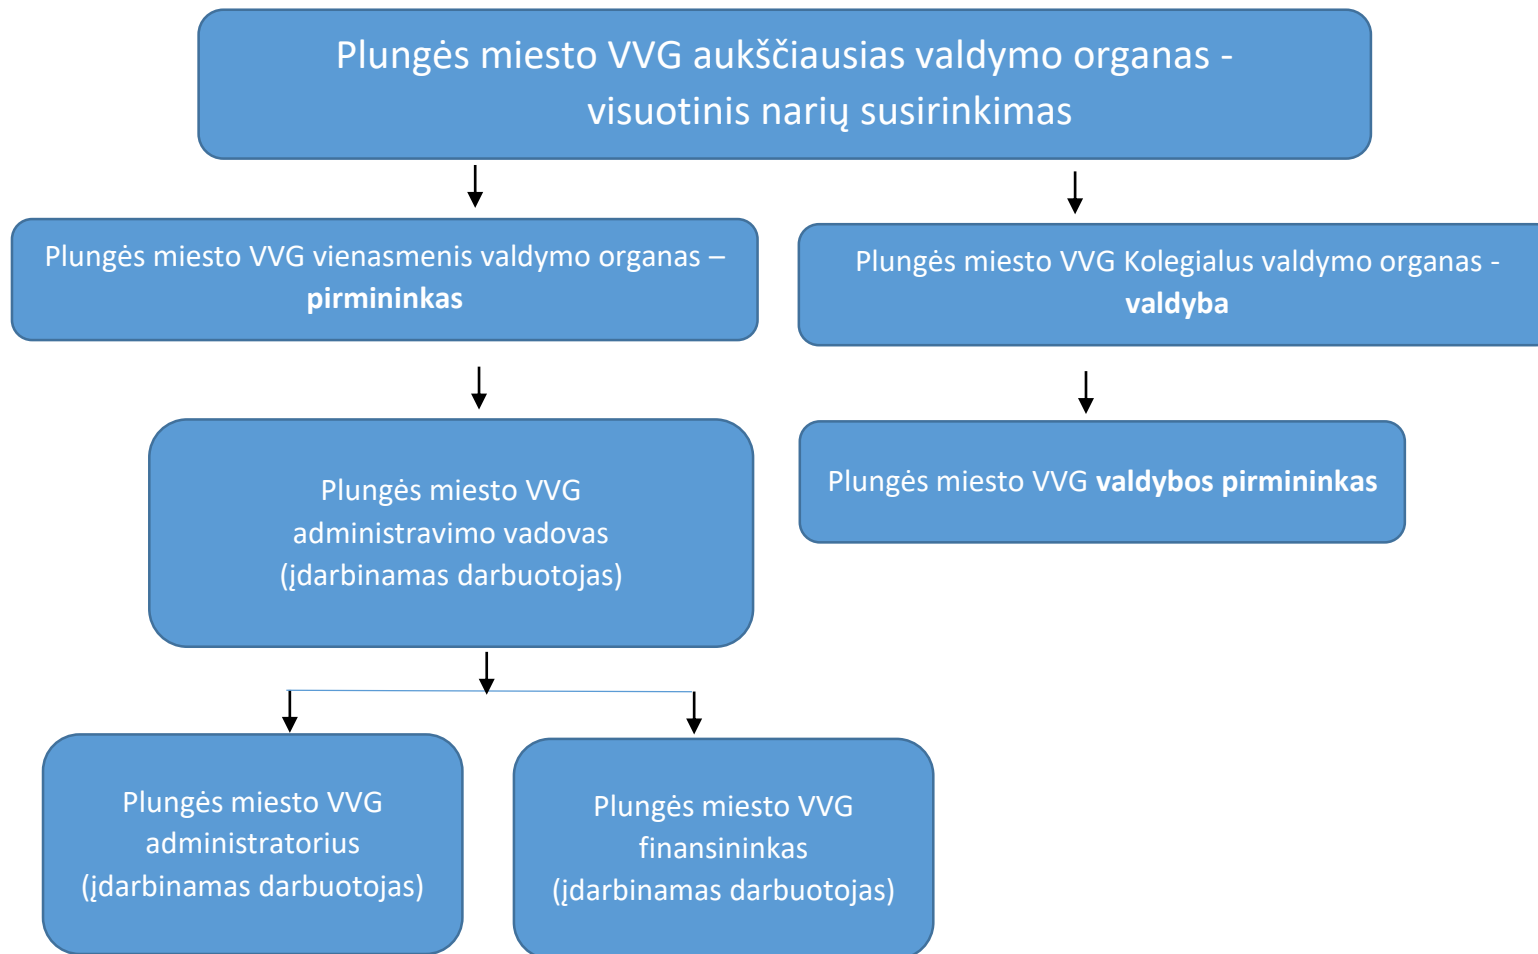 Plungės miesto VVG aukščiausias valdymo organas -
visuotinis narių susirinkimas
Plungės miesto VVG vienasmenis valdymo organas –
pirmininkas
Plungės miesto VVG Kolegialus valdymo organas -
valdyba
Plungės miesto VVG
administravimo vadovas
(įdarbinamas darbuotojas)
Plungės miesto VVG valdybos pirmininkas
Plungės miesto VVG
administratorius
(įdarbinamas darbuotojas)
Plungės miesto VVG
finansininkas
(įdarbinamas darbuotojas)